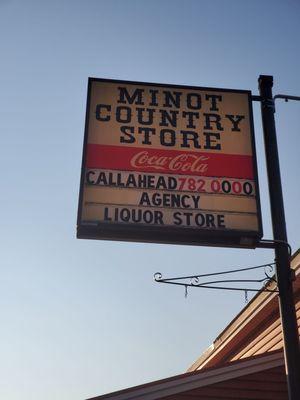 MINOT
COUNTRY
STORE
Coca-Cola
CALLAHEAD 782 0000
AGENCY
LIQUOR STORE